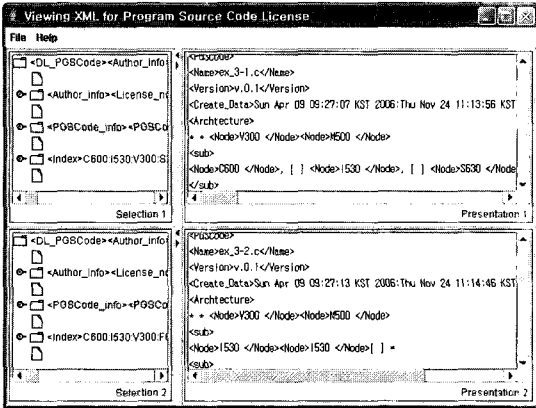 Viewing XML for Program Source Code License
File Help
<DL_PGSCode><Author_info
<Author_info><License_no
<PGSCode_info><PGSCo
<Index>C600:I530:V300:S
Selection 1
<PGSCode>
<Name>ex_3-1.c</Name>
<Version>v.0.1</Version>
<Create_Data>Sun Apr 09 09:27:07 KST 2006:Thu Nov 24 11:13:56 KST
<Archtecture>
* * <Node>V300 </Node><Node>M500 </Node>
<sub>
<Node>C600 </Node>, [ ] <Node>I530 </Node>, [ ] <Node>S630 </Node
</sub>
Presentation 1
<DL_PGSCode><Author_info
<Author_info><License_no
<PGSCode_info><PGSCo
<Index>C600:I530:V300:F
Selection 2
<PGSCode>
<Name>ex_3-2.c</Name>
<Version>v.0.1</Version>
<Create_Data>Sun Apr 09 09:27:13 KST 2006:Thu Nov 24 11:14:46 KST
<Archtecture>
* * <Node>V300 </Node><Node>M500 </Node>
<sub>
<Node>I530 </Node><Node>I530 </Node>[ ] =
<sub>
Presentation 2